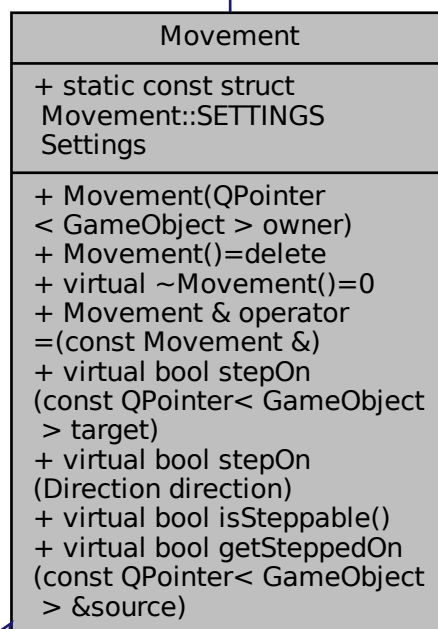 Movement
+ static const struct
Movement::SETTINGS
Settings
+ Movement(QPointer
< GameObject > owner)
+ Movement()=delete
+ virtual ~Movement()=0
+ Movement & operator
=(const Movement &)
+ virtual bool stepOn
(const QPointer< GameObject
> target)
+ virtual bool stepOn
(Direction direction)
+ virtual bool isSteppable()
+ virtual bool getSteppedOn
(const QPointer< GameObject
> &source)